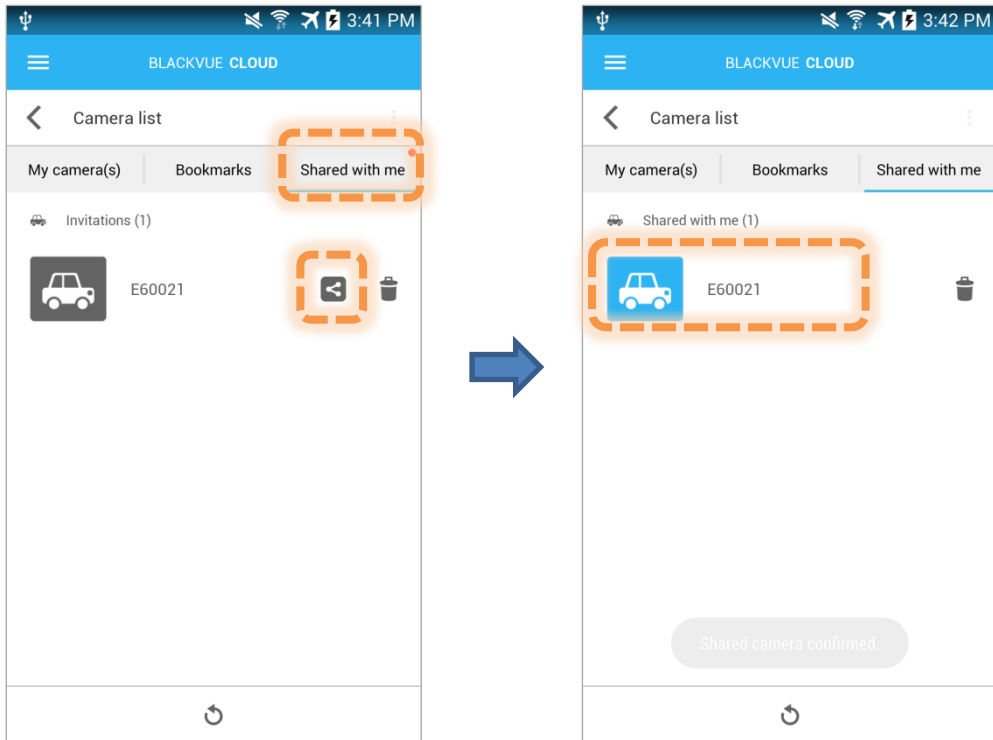 3:41 PM
BLACKVUE CLOUD
Camera list
My camera(s) Bookmarks Shared with me
Invitations (1)
E60021
3:42 PM
BLACKVUE CLOUD
Camera list
My camera(s) Bookmarks Shared with me
Shared with me (1)
E60021
Shared camera confirmed.